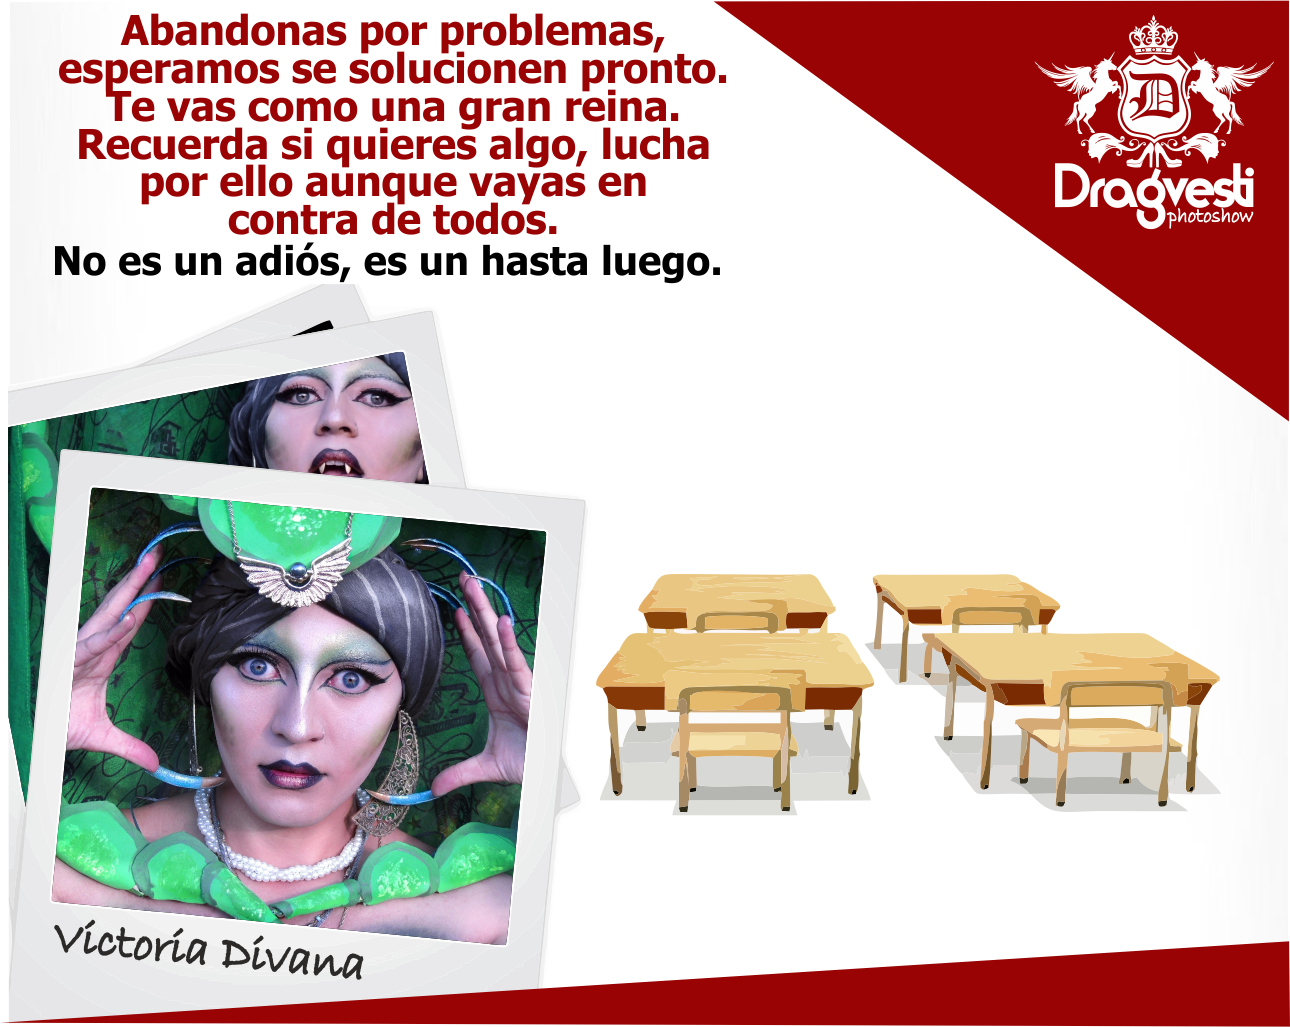 Abandonas por problemas,
esperamos se solucionen pronto.
Te vas como una gran reina.
Recuerda si quieres algo, lucha
por ello aunque vayas en
contra de todos.
No es un adiós, es un hasta luego.
D
Dragvesti
photoshow
Victoria Divana